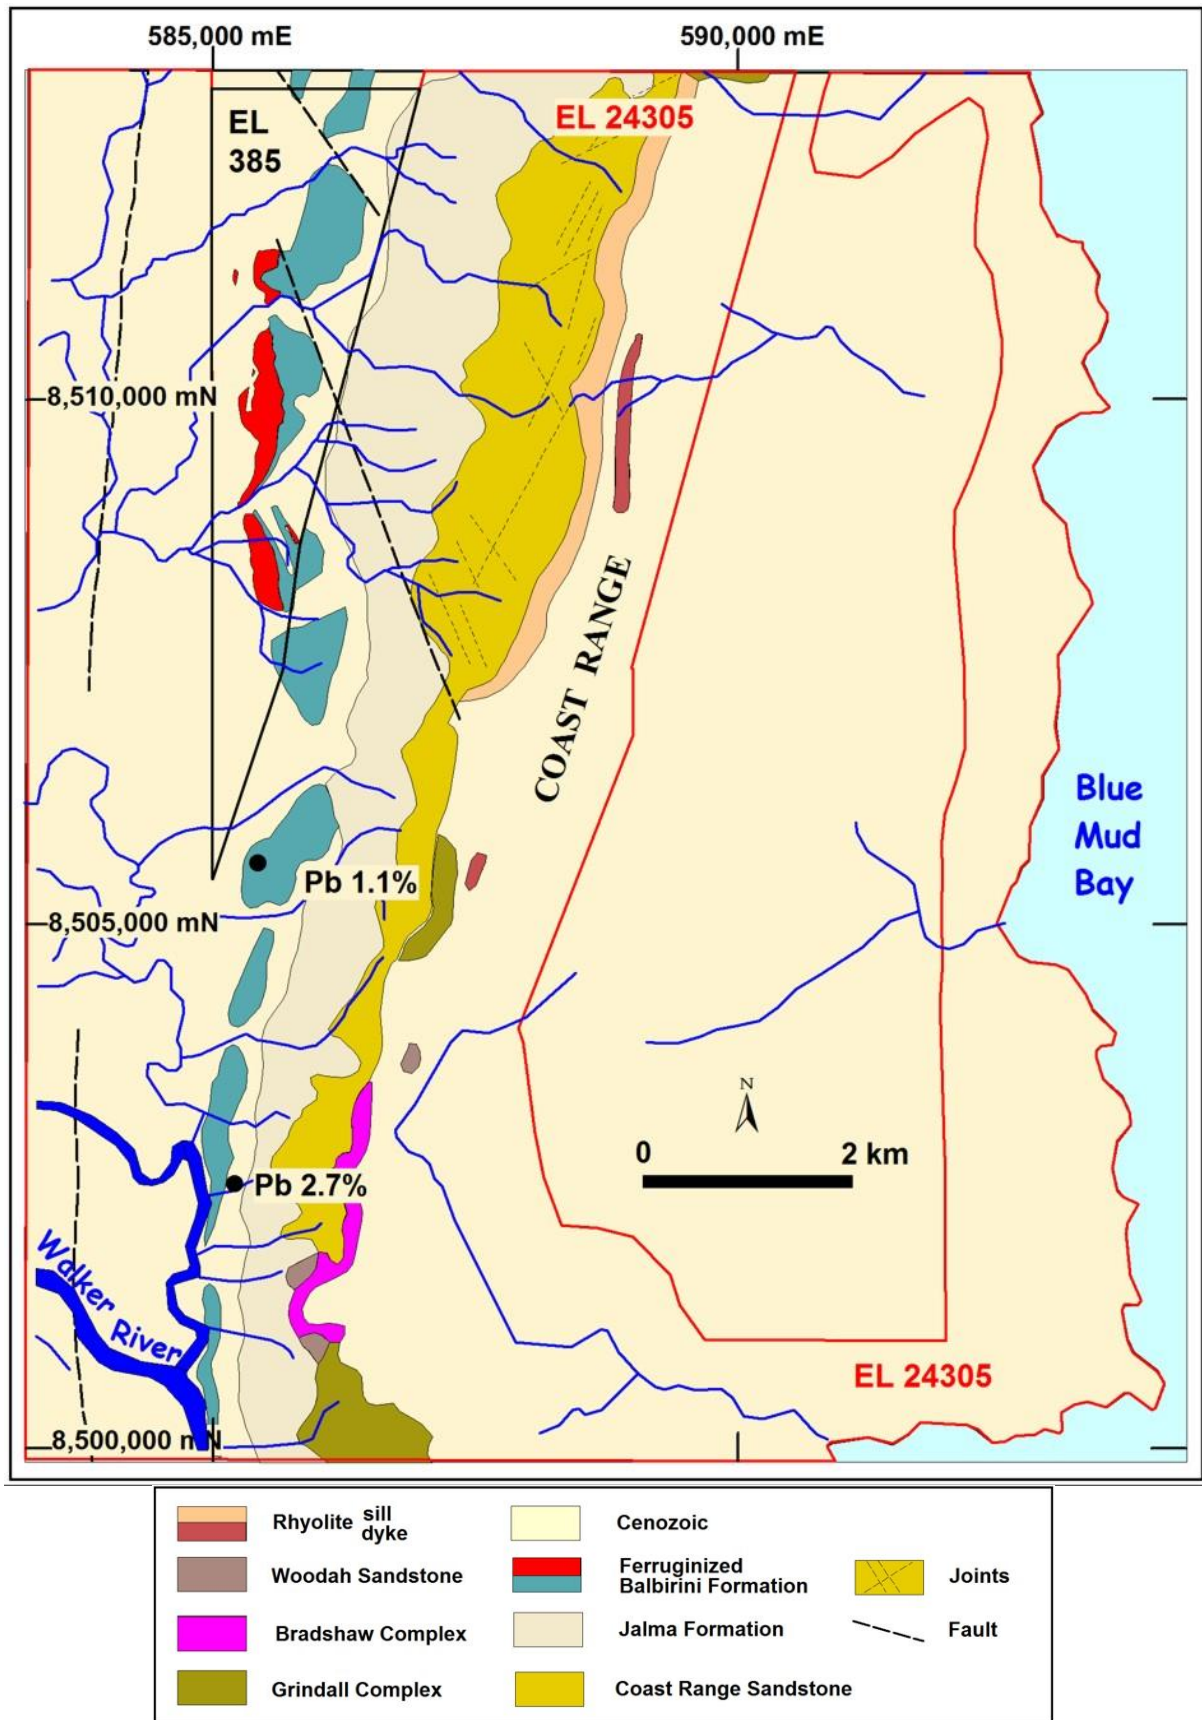 585,000 mE
590,000 mE
EL
385
EL 24305
8,510,000 mN
COAST RANGE
Blue
Mud
Bay
Pb 1.1%
8,505,000 mN
N
0
2 km
Pb 2.7%
Walker
River
EL 24305
8,500,000 mN
Rhyolite sill
dyke
Cenozoic
Woodah Sandstone
Ferruginized
Balbirini Formation
Joints
Bradshaw Complex
Jalma Formation
Fault
Grindall Complex
Coast Range Sandstone